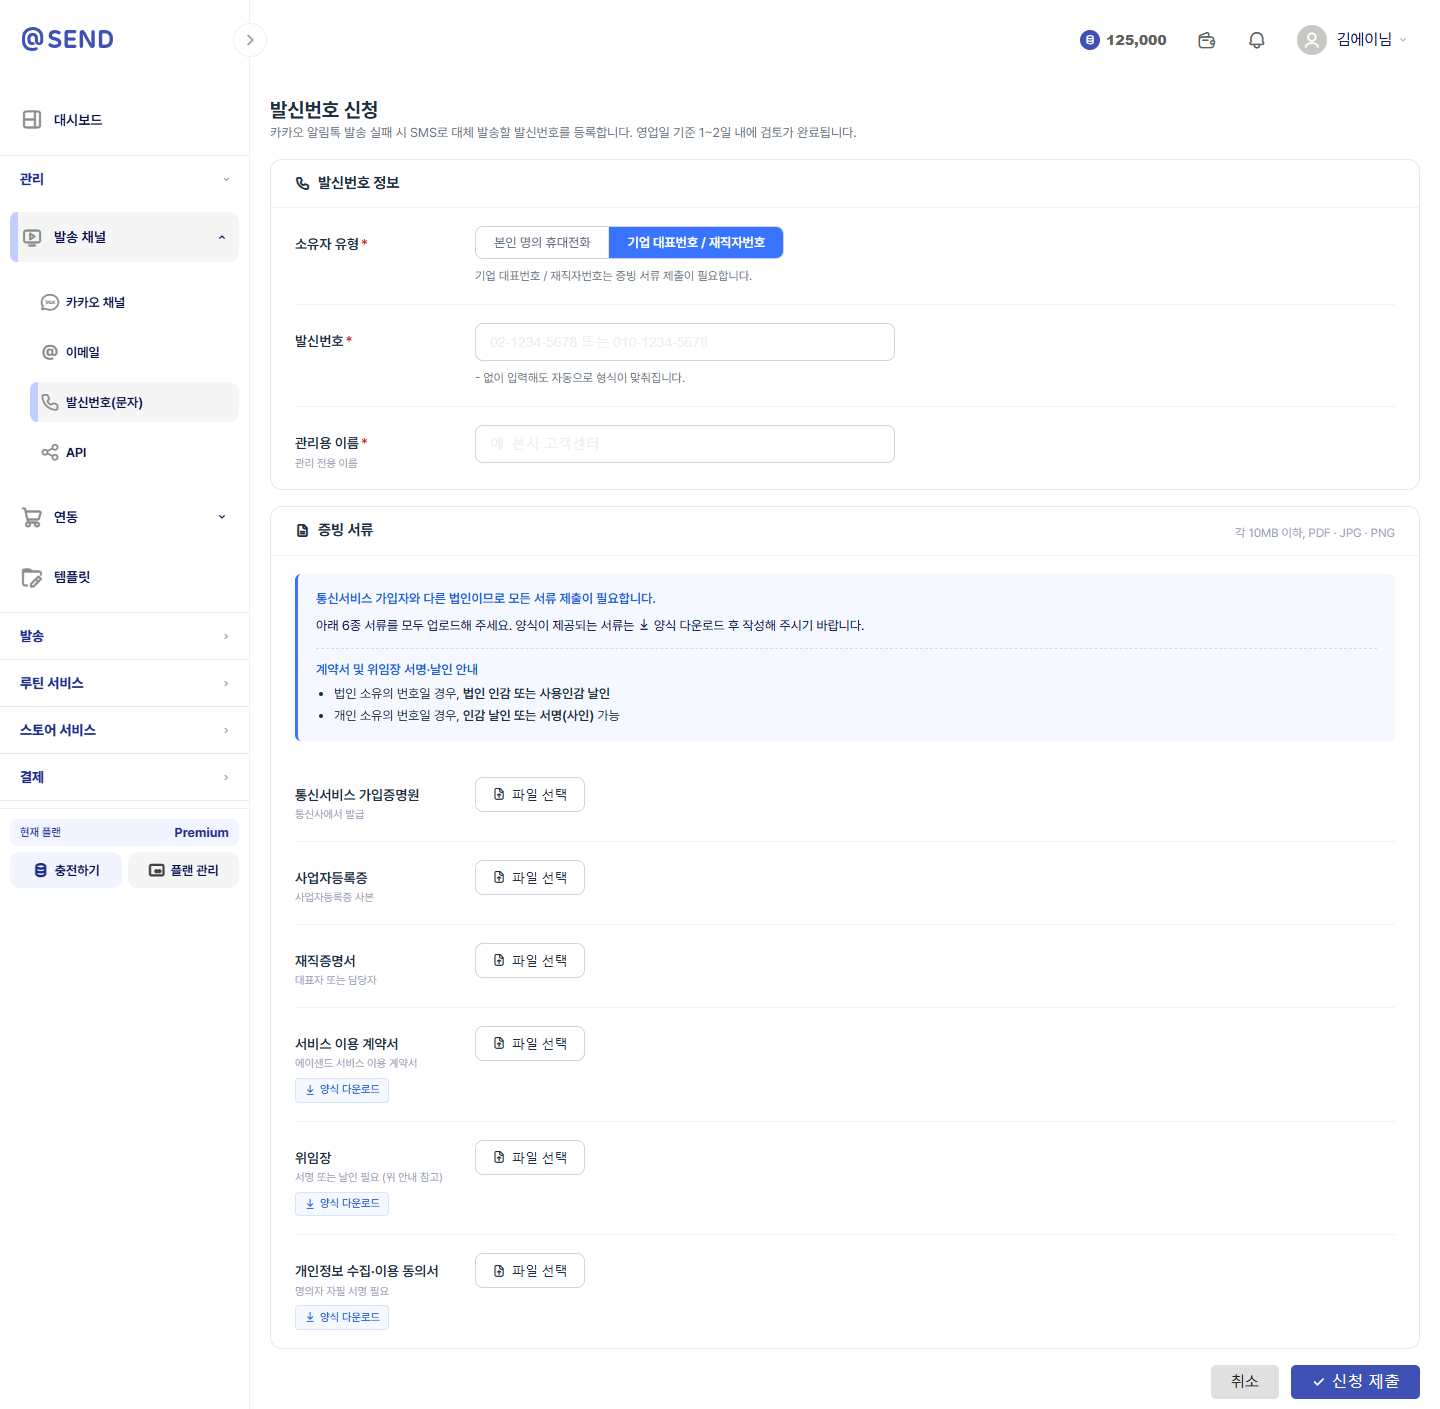 @SEND
125,000
김에이님
대시보드
관리
발송 채널
카카오 채널
이메일
발신번호(문자)
API
연동
템플릿
발송
루틴 서비스
스토어 서비스
결제
현재 플랜 Premium
충전하기 플랜 관리
발신번호 신청
카카오 알림톡 발송 실패 시 SMS로 대체 발송할 발신번호를 등록합니다. 영업일 기준 1~2일 내에 검토가 완료됩니다.
발신번호 정보
소유자 유형*
본인 명의 휴대전화 기업 대표번호 / 재직자번호
기업 대표번호 / 재직자번호는 증빙 서류 제출이 필요합니다.
발신번호*
02-1234-5678 또는 010-1234-5678
- 없이 입력해도 자동으로 형식이 맞춰집니다.
관리용 이름*
관리 전용 이름
예: 본사 고객센터
증빙 서류
각 10MB 이하, PDF · JPG · PNG
통신서비스 가입자와 다른 법인이므로 모든 서류 제출이 필요합니다.
아래 6종 서류를 모두 업로드해 주세요. 양식이 제공되는 서류는 양식 다운로드 후 작성해 주시기 바랍니다.
계약서 및 위임장 서명·날인 안내
• 법인 소유의 번호일 경우, 법인 인감 또는 사용인감 날인
• 개인 소유의 번호일 경우, 인감 날인 또는 서명(사인) 가능
통신서비스 가입증명원
통신사에서 발급
파일 선택
사업자등록증
사업자등록증 사본
파일 선택
재직증명서
대표자 또는 담당자
파일 선택
서비스 이용 계약서
에이샌드 서비스 이용 계약서
양식 다운로드
파일 선택
위임장
서명 또는 날인 필요 (위 안내 참고)
양식 다운로드
파일 선택
개인정보 수집·이용 동의서
명의자 자필 서명 필요
양식 다운로드
파일 선택
취소
신청 제출